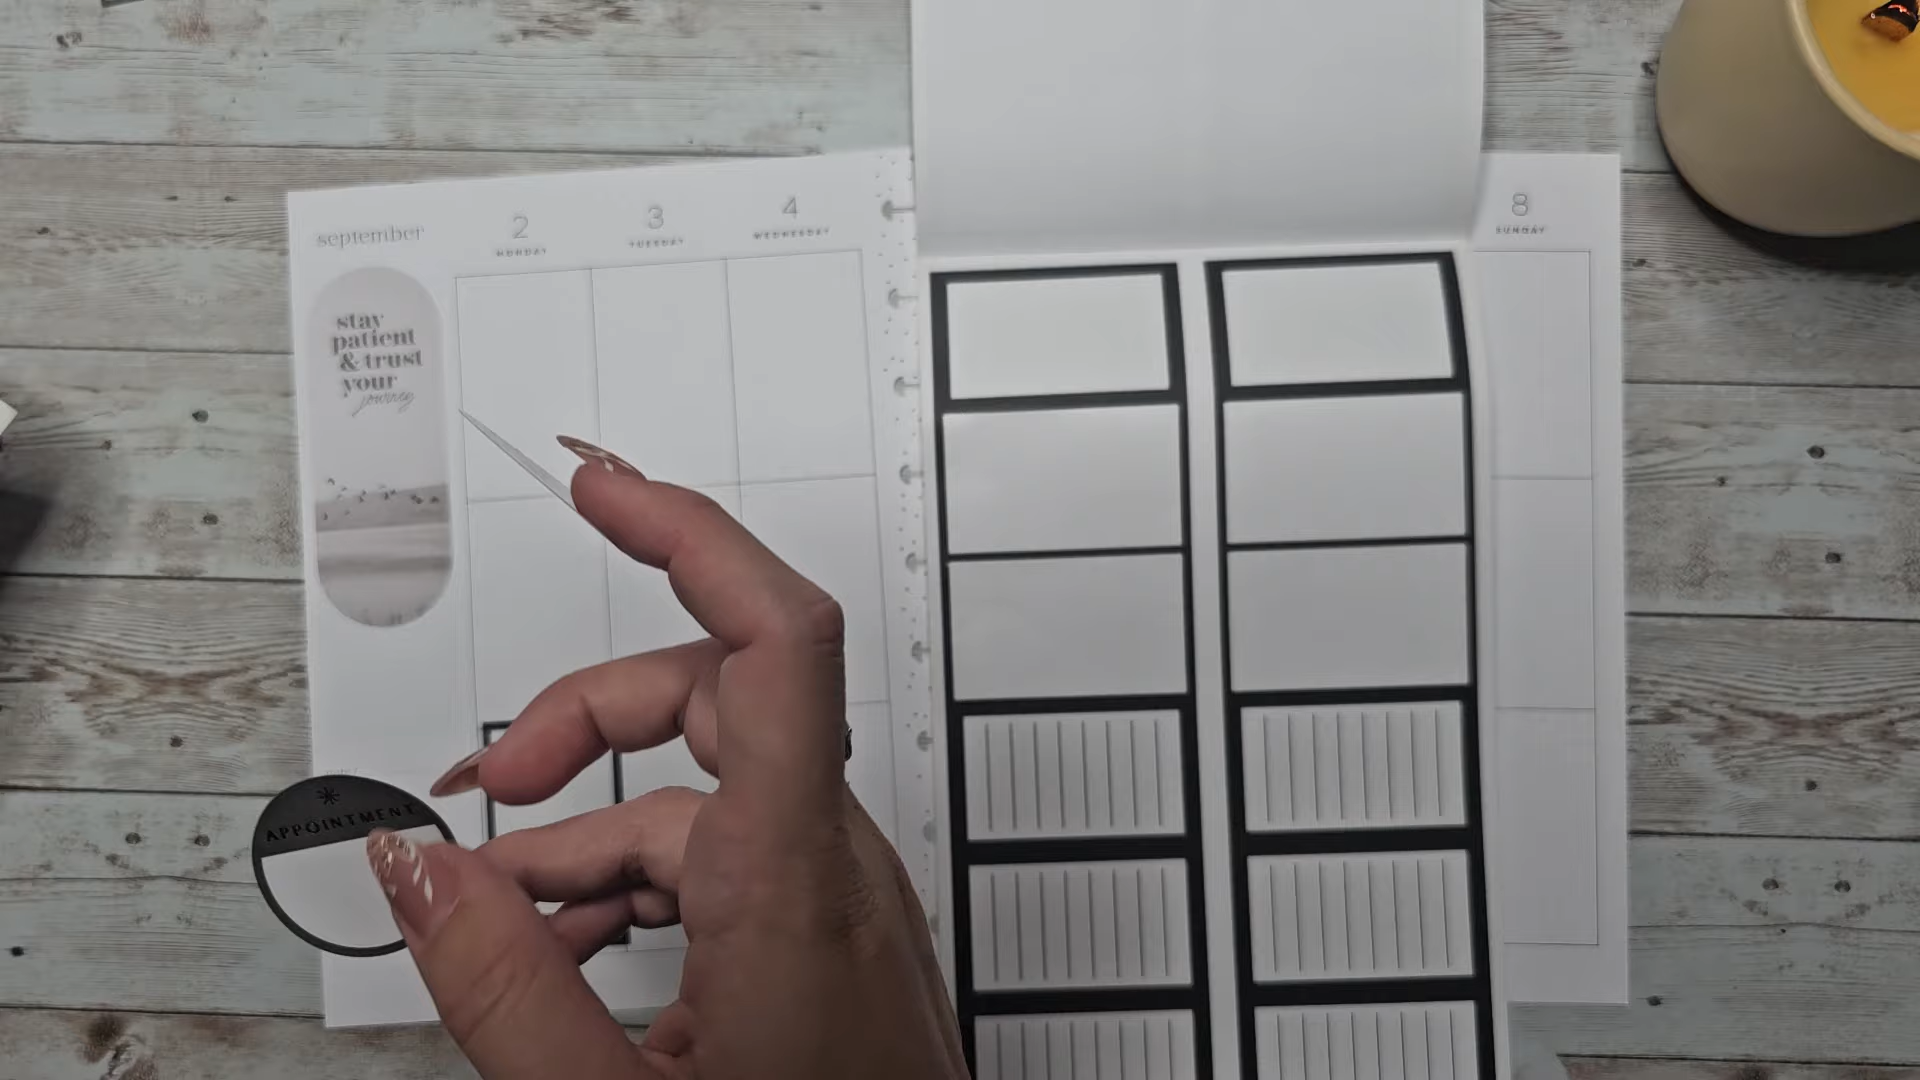 september
2
MONDAY
3
TUESDAY
4
WEDNESDAY
8
SUNDAY
stay
patient
& trust
your
journey
APPOINTMENT